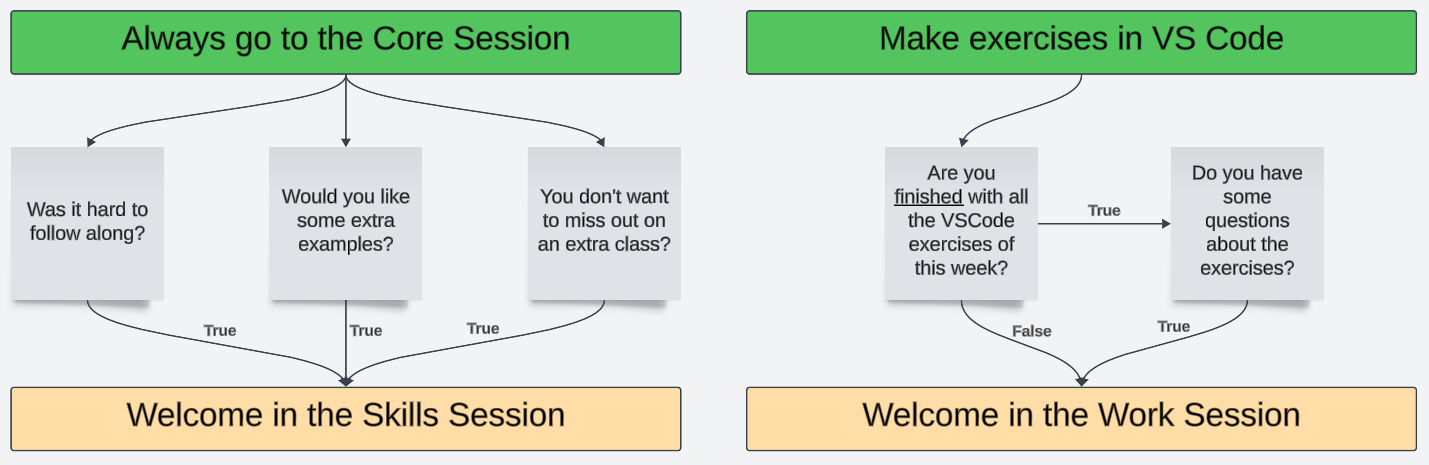 Always go to the Core Session
Was it hard to
follow along?
Would you like
some extra
examples?
You don't want
to miss out on
an extra class?
True
True
True
Welcome in the Skills Session
Make exercises in VS Code
Are you
finished with all
the VSCode
exercises of
this week?
True
Do you have
some
questions
about the
exercises?
False
True
Welcome in the Work Session